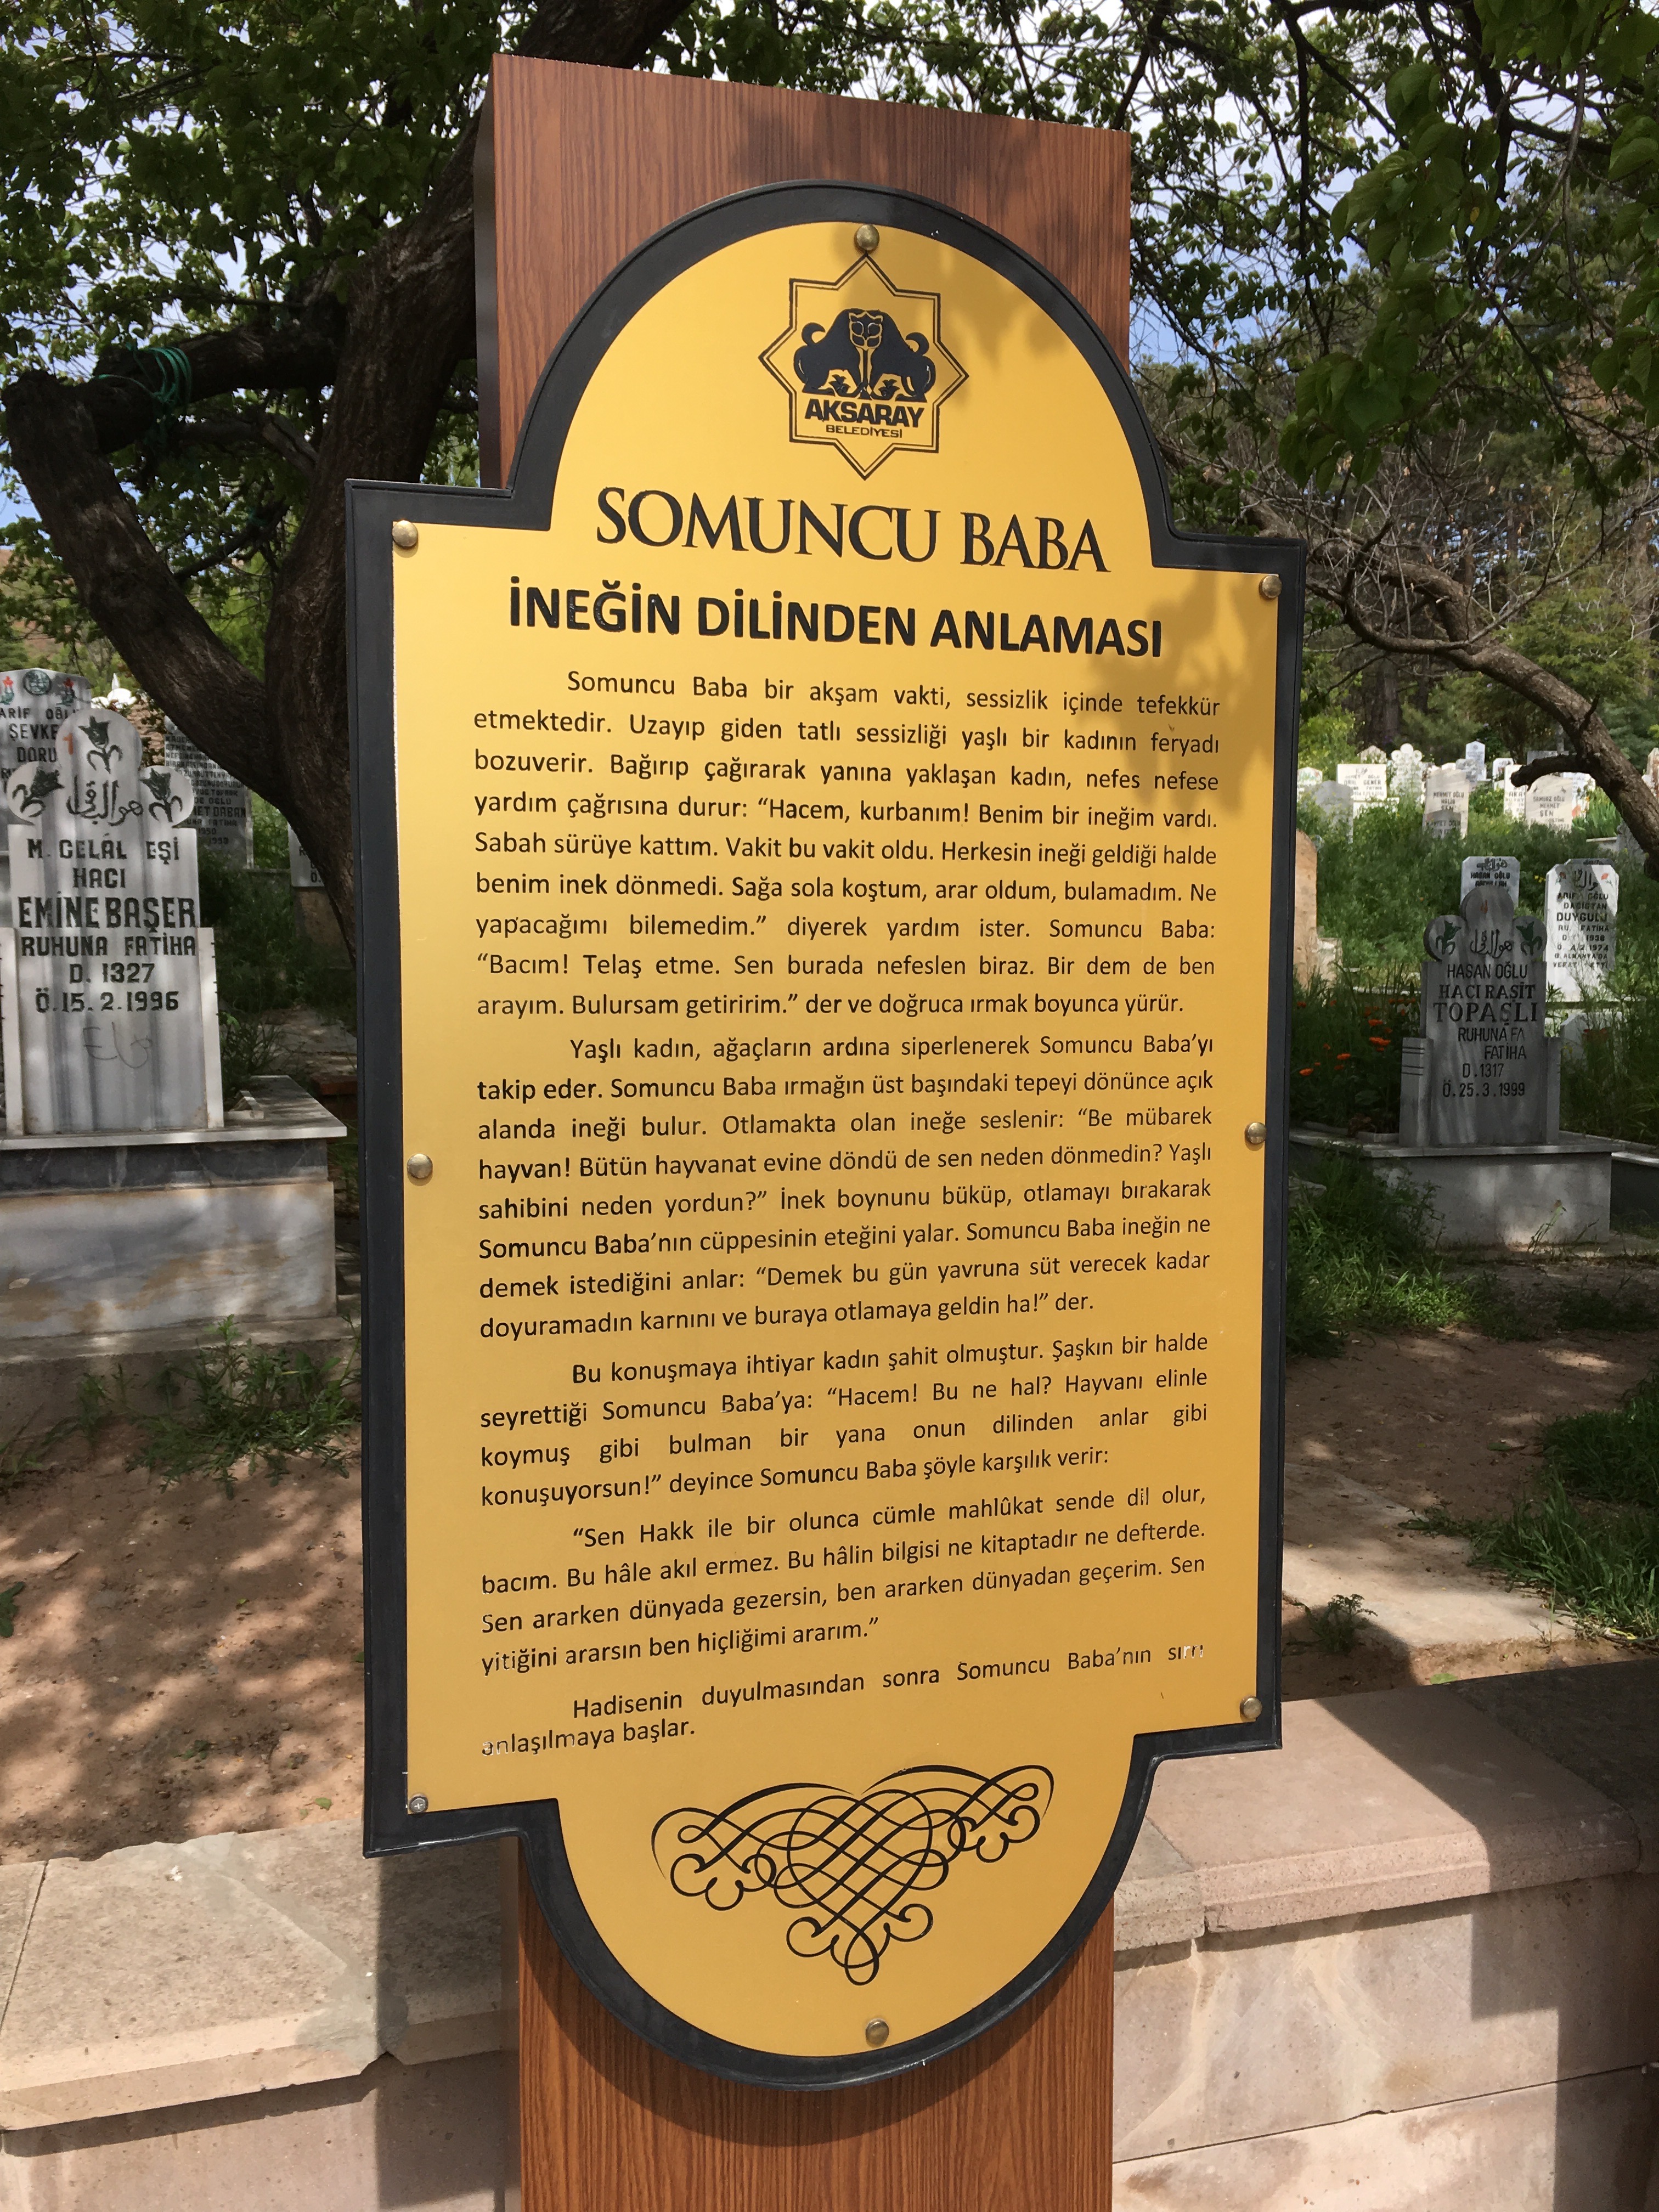 AKSARAY
BELEDİYESİ
SOMUNCU BABA
İNEĞİN DİLİNDEN ANLAMASI
Somuncu Baba bir akşam vakti, sessizlik içinde tefekkür
etmektedir. Uzayıp giden tatlı sessizliği yaşlı bir kadının feryadı
bozuverir. Bağırıp çağırarak yanına yaklaşan kadın, nefes nefese
yardım çağrısına durur: “Hacem, kurbanım! Benim bir ineğim vardı.
Sabah sürüye kattım. Vakit bu vakit oldu. Herkesin ineği geldiği halde
benim inek dönmedi. Sağa sola koştum, arar oldum, bulamadım. Ne
yapacağımı bilemedim.” diyerek yardım ister. Somuncu Baba:
“Bacım! Telaş etme. Sen burada nefeslen biraz. Bir dem de ben
arayım. Bulursam getiririm.” der ve doğruca ırmak boyunca yürür.
Yaşlı kadın, ağaçların ardına siperlenerek Somuncu Baba’yı
takip eder. Somuncu Baba ırmağın üst başındaki tepeyi dönünce açık
alanda ineği bulur. Otlamakta olan ineğe seslenir: “Be mübarek
hayvan! Bütün hayvanat evine döndü de sen neden dönmedin? Yaşlı
sahibini neden yordun?” İnek boynunu büküp, otlamayı bırakarak
Somuncu Baba’nın cüppesinin eteğini yalar. Somuncu Baba ineğin ne
demek istediğini anlar: “Demek bu gün yavruna süt verecek kadar
doyuramadın karnını ve buraya otlamaya geldin ha!” der.
Bu konuşmaya ihtiyar kadın şahit olmuştur. Şaşkın bir halde
seyrettiği Somuncu Baba’ya: “Hacem! Bu ne hal? Hayvanı elinle
koymuş gibi bulman bir yana onun dilinden anlar gibi
konuşuyorsun!” deyince Somuncu Baba şöyle karşılık verir:
“Sen Hakk ile bir olunca cümle mahlûkat sende dil olur,
bacım. Bu hâle akıl ermez. Bu hâlin bilgisi ne kitaptadır ne defterde.
Sen ararken dünyada gezersin, ben ararken dünyadan geçerim. Sen
yitiğini ararsın ben hiçliğimi ararım.”
Hadisenin duyulmasından sonra Somuncu Baba’nın sırrı
anlaşılmaya başlar.
M. CELÂL EŞİ
HACI
EMİNE BAŞER
RUHUNA FATİHA
D. 1327
Ö. 15. 2. 1996
HASAN OĞLU
HACI RAŞİT
TOPAŞLI
RUHUNA FA
FATİHA
D. 1317
Ö. 25. 3. 1999
DUYGULU